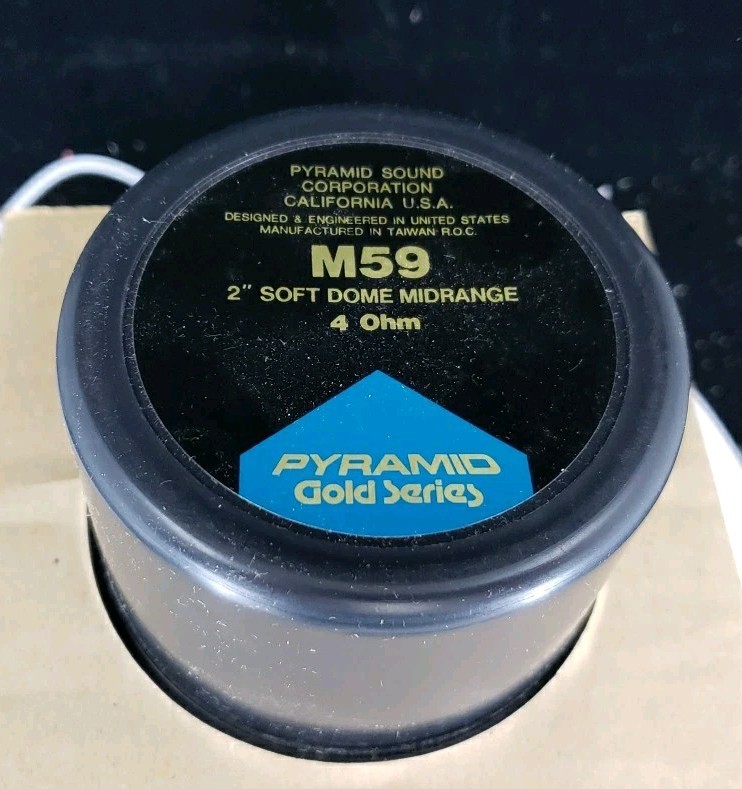 PYRAMID SOUND
CORPORATION
CALIFORNIA U.S.A.
DESIGNED & ENGINEERED IN UNITED STATES
MANUFACTURED IN TAIWAN R.O.C.
M59
2" SOFT DOME MIDRANGE
4 Ohm
PYRAMID
Gold Series